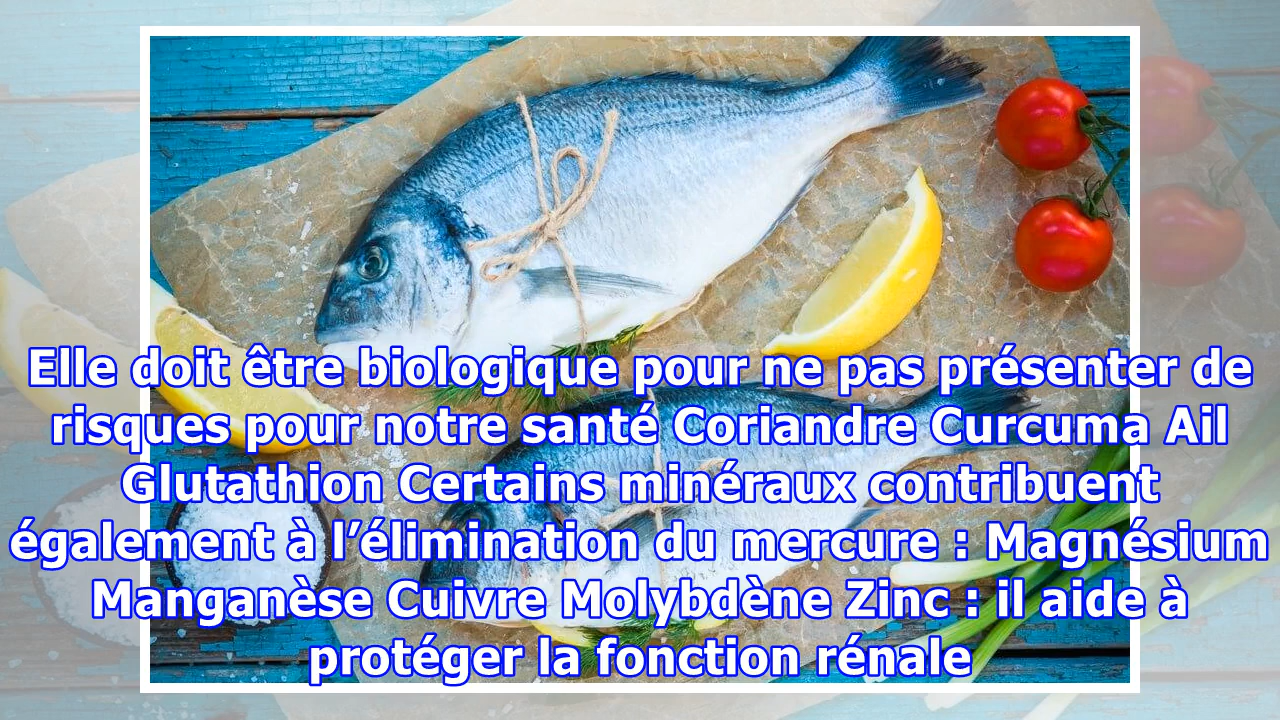 Elle doit être biologique pour ne pas présenter de
risques pour notre santé Coriandre Curcuma Ail
Glutathion Certains minéraux contribuent
également à l’élimination du mercure : Magnésium
Manganèse Cuivre Molybdène Zinc : il aide à
protéger la fonction rénale